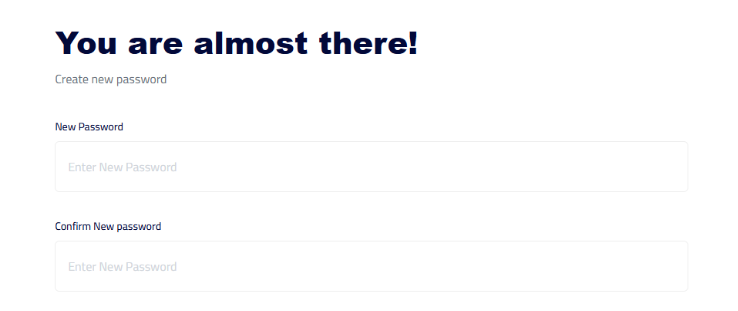 You are almost there!
Create new password
New Password
Enter New Password
Confirm New password
Enter New Password